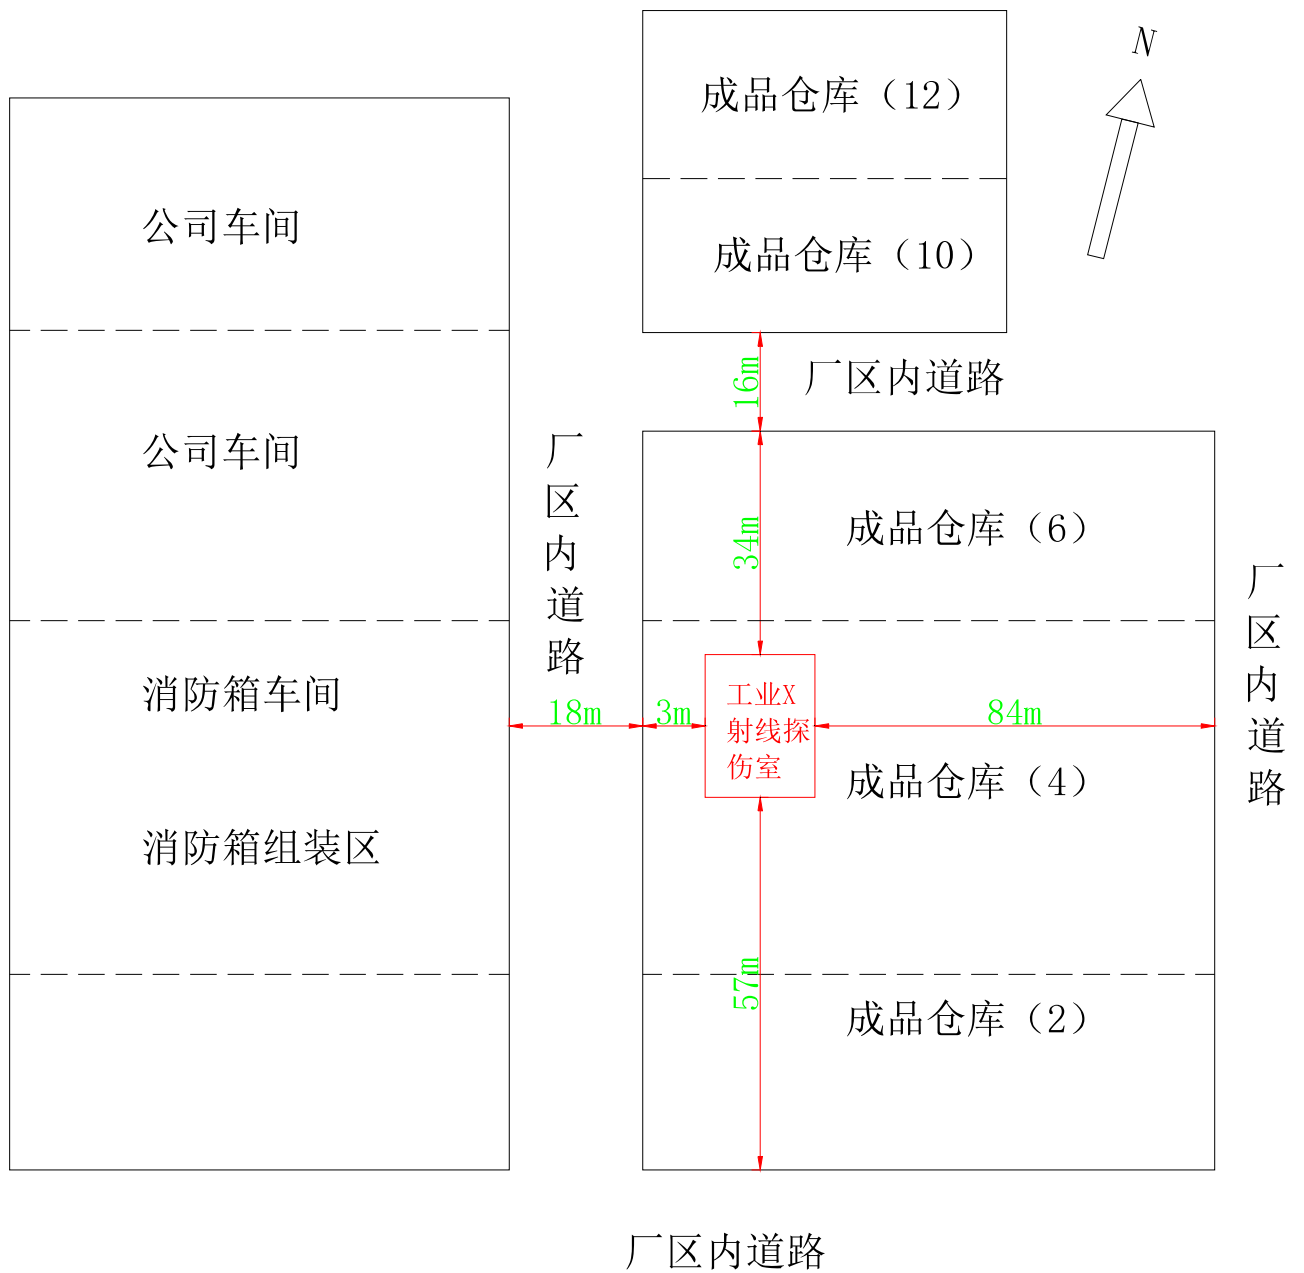 N
成品仓库（12）
公司车间
成品仓库（10）
16m
厂区内道路
公司车间
厂区内道路
34m
成品仓库（6）
厂区内道路
消防箱车间
18m
3m
工业X
射线探
伤室
84m
成品仓库（4）
消防箱组装区
57m
成品仓库（2）
厂区内道路